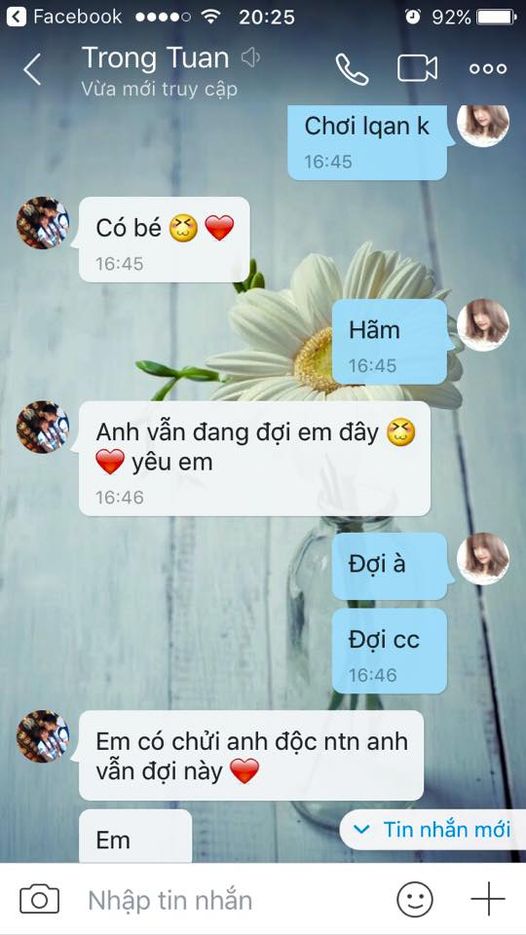 Facebook 20:25 92%
Trong Tuan
Vừa mới truy cập
Chơi lqan k
16:45
Có bé 😆 ❤️
16:45
Hãm
16:45
Anh vẫn đang đợi em đây 😆
❤️ yêu em
16:46
Đợi à
Đợi cc
16:46
Em có chửi anh độc ntn anh
vẫn đợi này ❤️
Em
Tin nhắn mới
Nhập tin nhắn